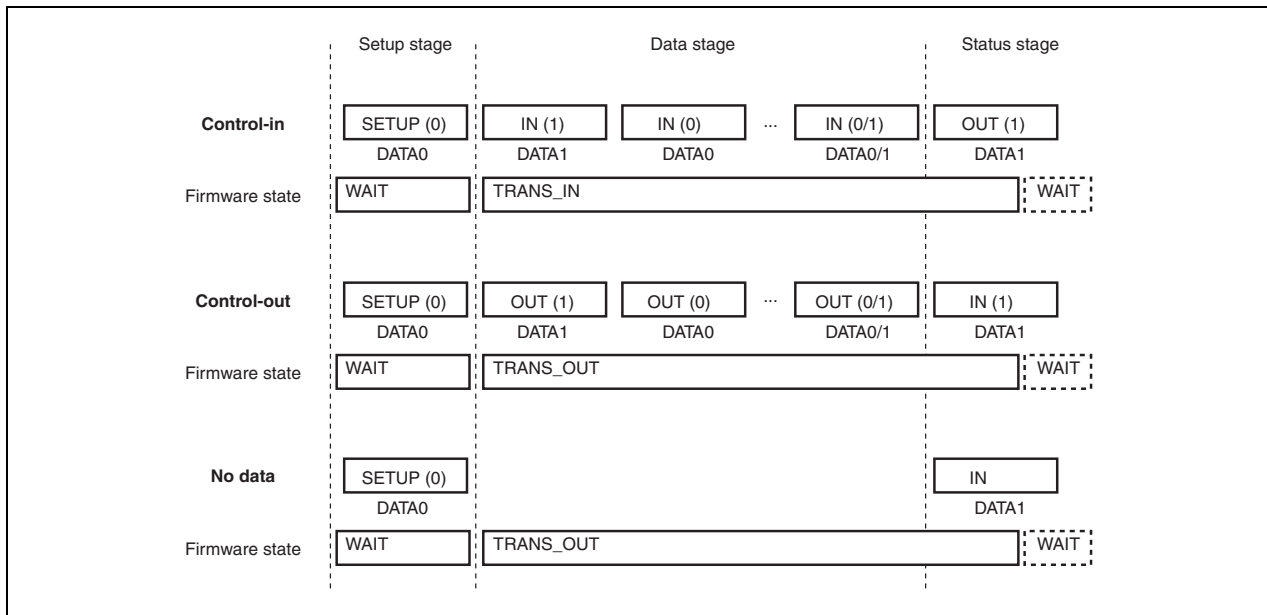 Setup stage Data stage Status stage
Control-in SETUP (0) IN (1) IN (0) ... IN (0/1) OUT (1)
DATA0 DATA1 DATA0 DATA0/1 DATA1
Firmware state WAIT TRANS_IN WAIT
Control-out SETUP (0) OUT (1) OUT (0) ... OUT (0/1) IN (1)
DATA0 DATA1 DATA0 DATA0/1 DATA1
Firmware state WAIT TRANS_OUT WAIT
No data SETUP (0) IN
DATA0 DATA1
Firmware state WAIT TRANS_OUT WAIT